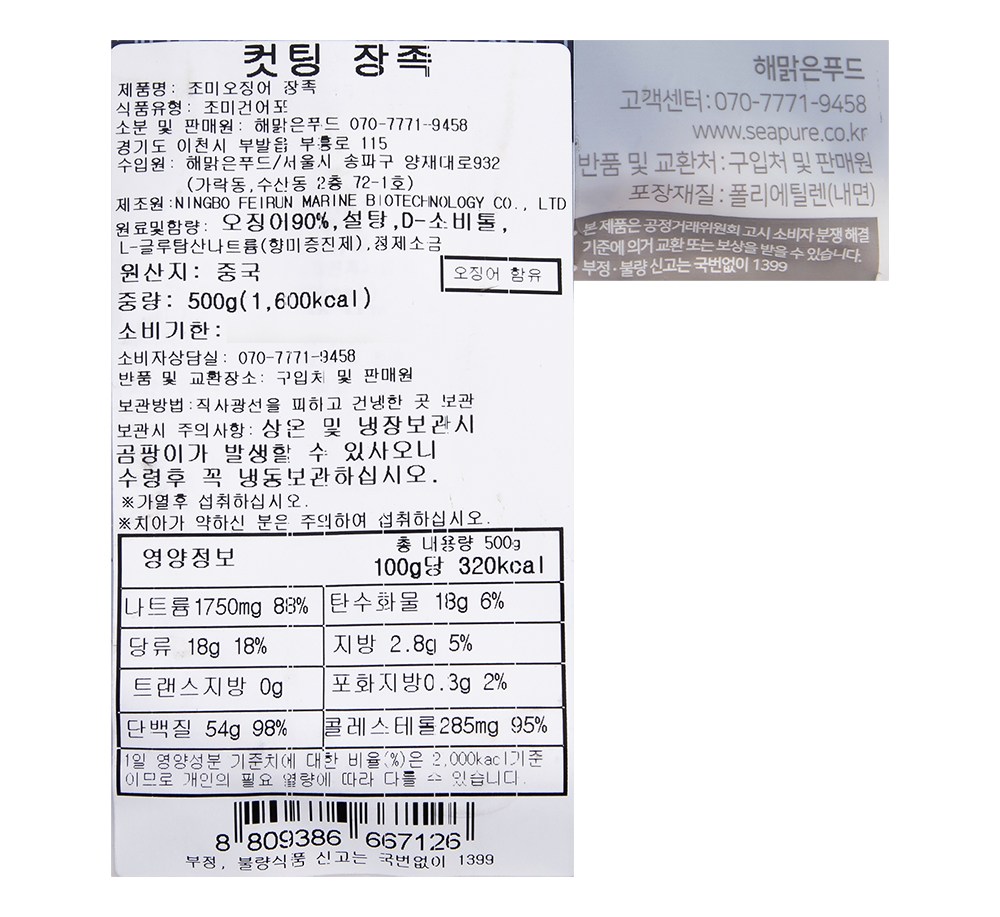 컷팅 장족
제품명: 조미오징어 장족
식품유형: 조미건어포
소분 및 판매원: 해맑은푸드 070-7771-9458
경기도 이천시 부발읍 부흥로 115
수입원: 해맑은푸드/서울시 송파구 양재대로932
(가락동,수산동 2층 72-1호)
제조원:NINGBO FEIRUN MARINE BIOTECHNOLOGY CO., LTD
원료및함량: 오징어90%,설탕,D-소비톨,
L-글루탐산나트륨(향미증진제),정제소금
원산지: 중국
오징어 함유
중량: 500g(1,600kcal)
소비기한:
소비자상담실: 070-7771-9458
반품 및 교환장소: 구입처 및 판매원
보관방법:직사광선을 피하고 건냉한 곳 보관
보관시 주의사항: 상온 및 냉장보관시
곰팡이가 발생할 수 있사오니
수령후 꼭 냉동보관하십시오.
※가열후 섭취하십시오.
※치아가 약하신 분은 주의하여 섭취하십시오.
영양정보
총 내용량 500g
100g당 320kcal
나트륨1750mg 88% 탄수화물 18g 6%
당류 18g 18% 지방 2.8g 5%
트랜스지방 0g 포화지방0.3g 2%
단백질 54g 98% 콜레스테롤285mg 95%
1일 영양성분 기준치에 대한 비율(%)은 2,000kacl기준
이므로 개인의 필요 열량에 따라 다를 수 있습니다.
8 809386 667126
부정, 불량식품 신고는 국번없이 1399
해맑은푸드
고객센터:070-7771-9458
www.seapure.co.kr
반품 및 교환처:구입처 및 판매원
포장재질:폴리에틸렌(내면)
• 본 제품은 공정거래위원회 고시 소비자 분쟁 해결
기준에 의거 교환 또는 보상을 받을 수 있습니다.
• 부정·불량 신고는 국번없이 1399